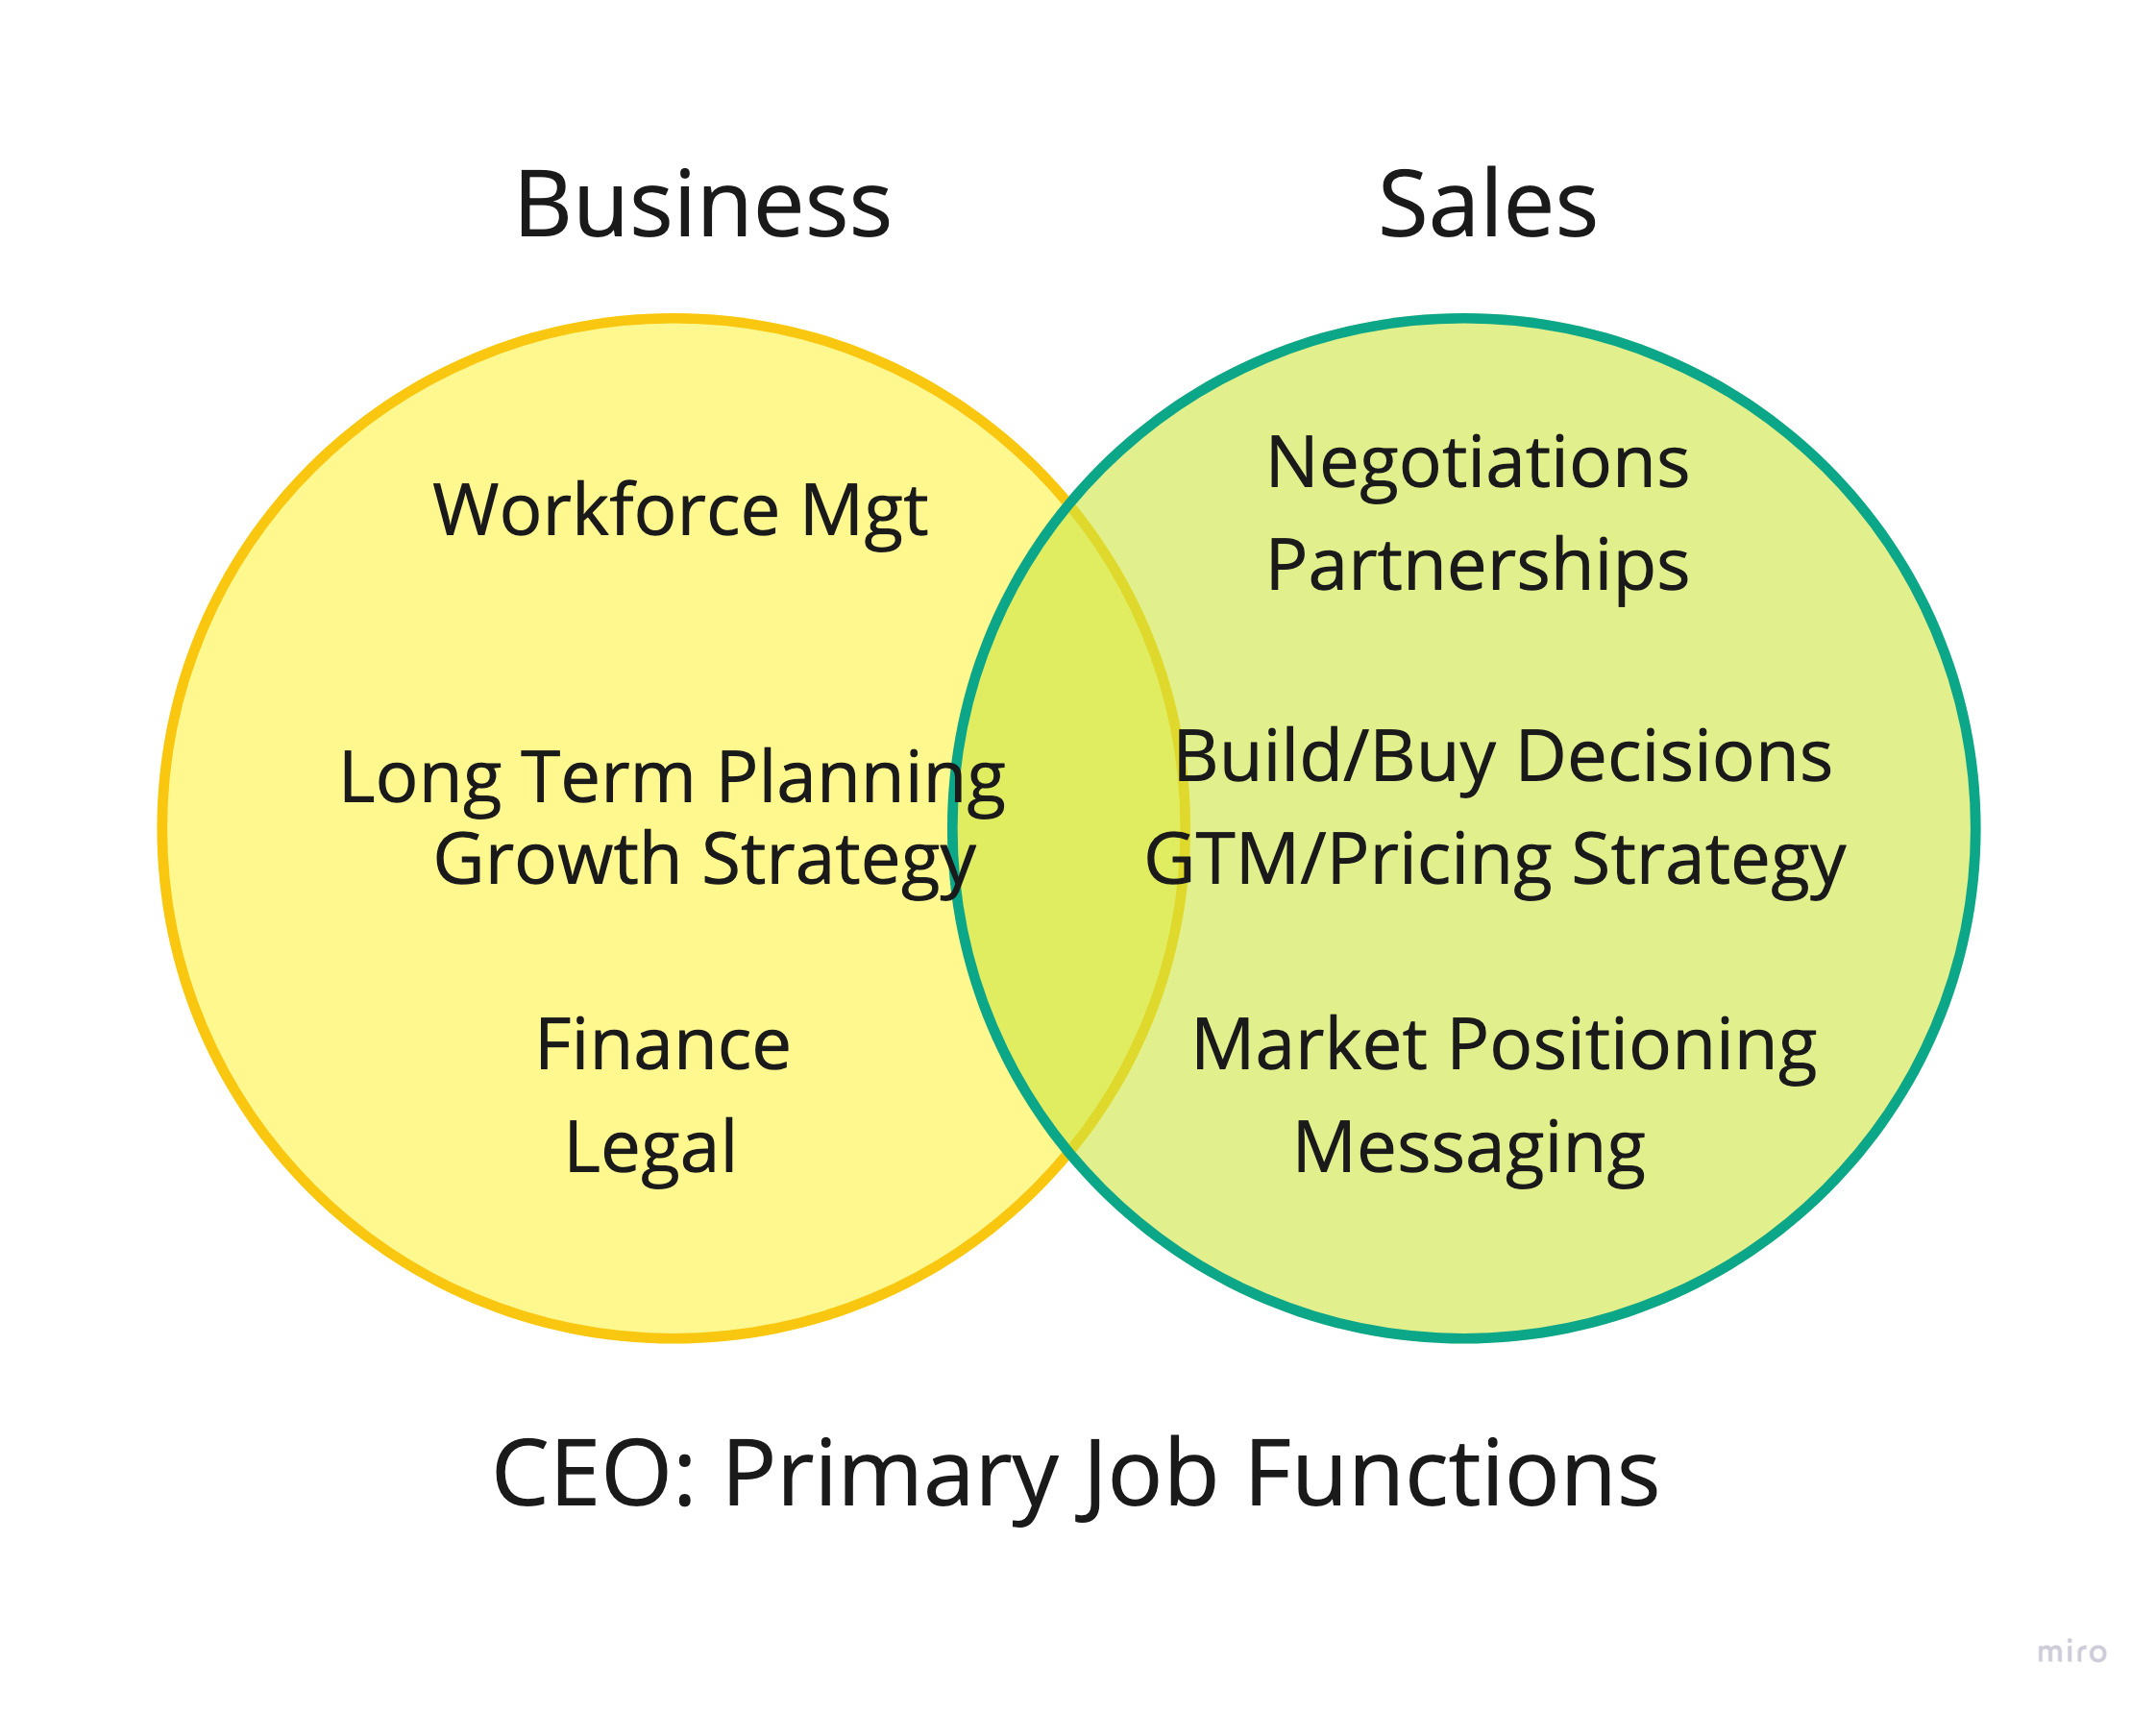 Business
Sales
Workforce Mgt
Long Term Planning
Growth Strategy
Finance
Legal
Negotiations
Partnerships
Build/Buy Decisions
GTM/Pricing Strategy
Market Positioning
Messaging
CEO: Primary Job Functions
miro